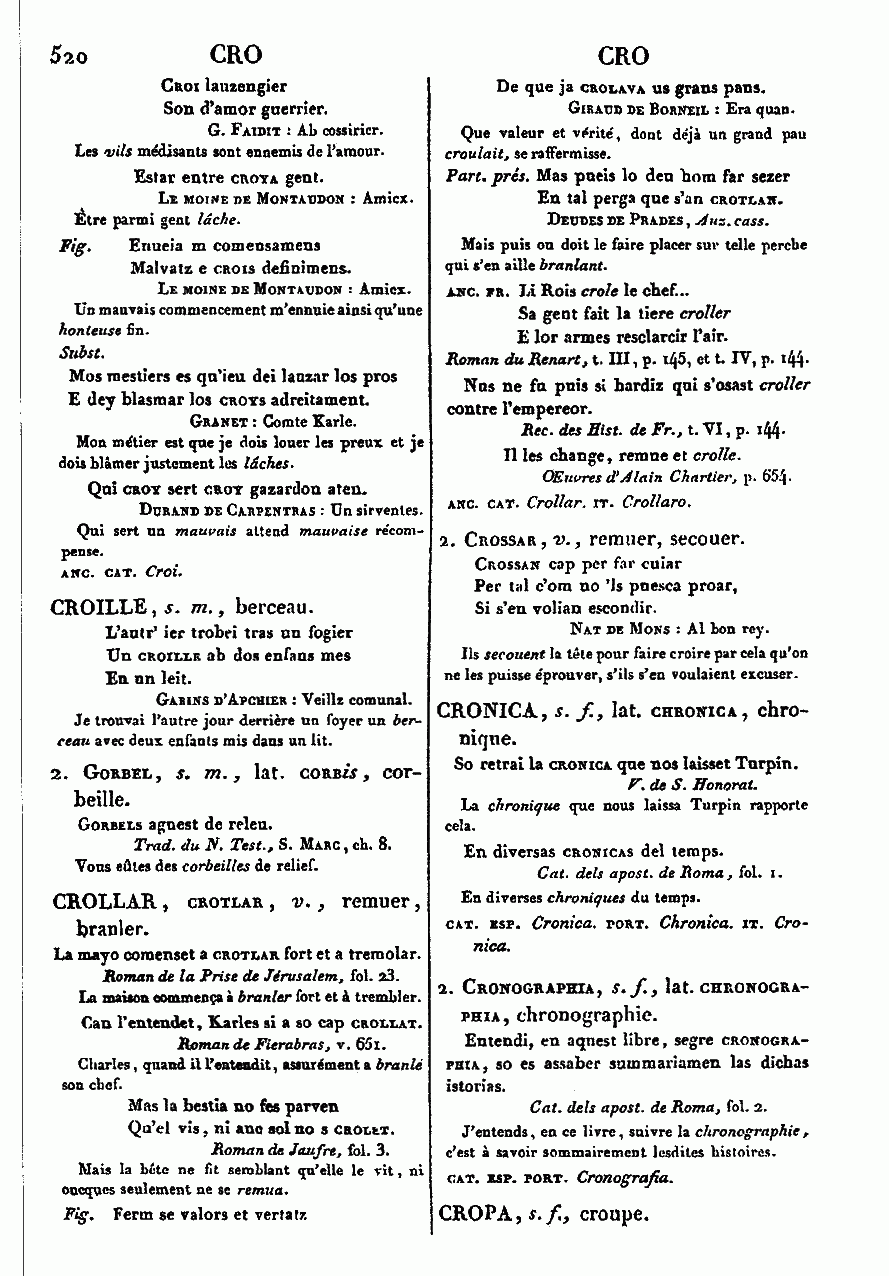 520 CRO CRO
CROI lauzengier
Son d'amor guerrier.
G. FAIDIT : Ab cossirier.
Les vils médisants sont ennemis de l'amour.
Estar entre CROYA gent.
LE MOINE DE MONTAUDON : Amicx.
Être parmi gent lâche.
Fig. Enueia m comensamens
Malvatz e CROIS definimens.
LE MOINE DE MONTAUDON : Amicx.
Un mauvais commencement m'ennuie ainsi qu'une
honteuse fin.
Subst.
Mos mestiers es qu'ieu dei lauzar los pros
E dey blasmar los CROYS adreitament.
GRANET : Comte Karle.
Mon métier est que je dois louer les preux et je
dois blâmer justement les lâches.
Qui CROY sert CROY gazardon aten.
DURAND DE CARPENTRAS : Un sirventes.
Qui sert un mauvais attend mauvaise récom-
pense.
ANC. CAT. Croi.
CROILLE, s. m., berceau.
L'autr' ier trobei tras un fogier
Un CROILLE ab dos enfans mes
En un leit.
GABINS D'APCHIER : Veillz comunal.
Je trouvai l'autre jour derrière un foyer un ber-
ceau avec deux enfants mis dans un lit.
2. GORBEL, s. m., lat. CORBis, cor-
beille.
GORBELS aguest de releu.
Trad. du N. Test., S. MARC, ch. 8.
Vous eûtes des corbeilles de relief.
CROLLAR, CROTLAR, v., remuer,
branler.
La mayo comenset a CROTLAR fort et a tremolar.
Roman de la Prise de Jérusalem, fol. 23.
La maison commença à branler fort et à trembler.
Can l'entendet, Karles si a so cap CROLLAT.
Roman de Fierabras, v. 651.
Charles, quand il l'entendit, assurément a branlé
son chef.
Mas la bestia no fes parven
Qu'el vis, ni anc sol no s CROLET.
Roman de Jaufre, fol. 3.
Mais la bête ne fit semblant qu'elle le vit, ni
oncques seulement ne se remua.
Fig. Ferm se valors et vertatz
De que ja CROLAVA us grans pans.
GIRAUD DE BORNEIL : Era quan.
Que valeur et vérité, dont déjà un grand pau
croulait, se raffermisse.
Part. prés. Mas pueis lo deu hom far sezer
En tal perga que s'an CROTLAN.
DEUDES DE PRADES, Auz. cass.
Mais puis on doit le faire placer sur telle perche
qui s'en aille branlant.
ANC. FR. Li Rois crole le chef...
Sa gent fait la tiere croller
E lor armes resclarcir l'air.
Roman du Renart, t. III, p. 145, et t. IV, p. 144.
Nus ne fu puis si hardiz qui s'osast croller
contre l'empereor.
Rec. des Hist. de Fr., t. VI, p. 144.
Il les change, remue et crolle.
Œuvres d'Alain Chartier, p. 654.
ANC. CAT. Crollar. IT. Crollaro.
2. CROSSAR, v., remuer, secouer.
CROSSAN cap per far cuiar
Per tal c'om no 'ls puesca proar,
Si s'en volian escondir.
NAT DE MONS : Al bon rey.
Ils secouent la tête pour faire croire par cela qu'on
ne les puisse éprouver, s'ils s'en voulaient excuser.
CRONICA, s. f., lat. CHRONICA, chro-
nique.
So retrai la CRONICA que nos laisset Turpin.
V. de S. Honorat.
La chronique que nous laissa Turpin rapporte
cela.
En diversas CRONICAS del temps.
Cat. dels apost. de Roma, fol. 1.
En diverses chroniques du temps.
CAT. ESP. Cronica. PORT. Chronica. IT. Cro-
nica.
2. CRONOGRAPHIA, s. f., lat. CHRONOGRA-
PHIA, chronographie.
Entendi, en aquest libre, segre CRONOGRA-
PHIA, so es assaber summariamen las dichas
istorias.
Cat. dels apost. de Roma, fol. 2.
J'entends, en ce livre, suivre la chronographie,
c'est à savoir sommairement lesdites histoires.
CAT. ESP. PORT. Cronografia.
CROPA, s. f., croupe.